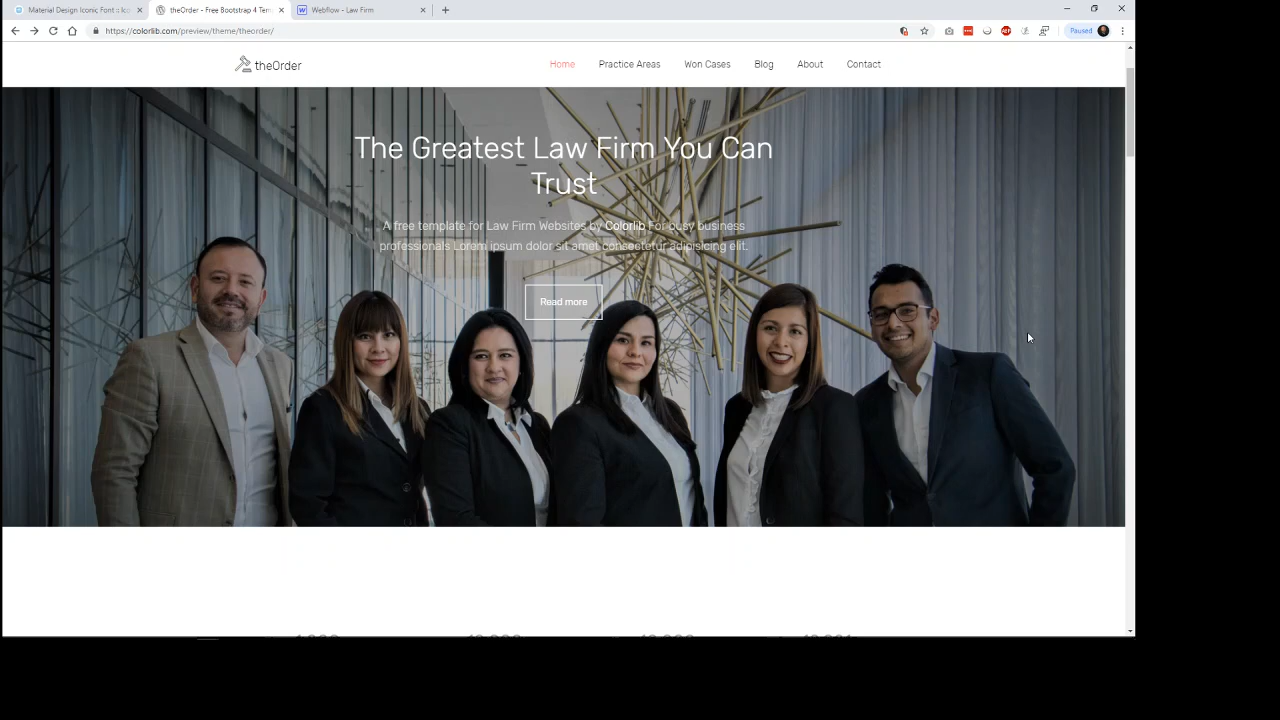 Material Design Iconic Font :: Ico
theOrder - Free Bootstrap 4 Tem
Webflow - Law Firm
https://colorlib.com/preview/theme/theorder/
ABP
Paused
theOrder
Home
Practice Areas
Won Cases
Blog
About
Contact
The Greatest Law Firm You Can
Trust
A free template for Law Firm Websites by Colorlib For busy business
professionals Lorem ipsum dolor sit amet consectetur adipisicing elit.
Read more